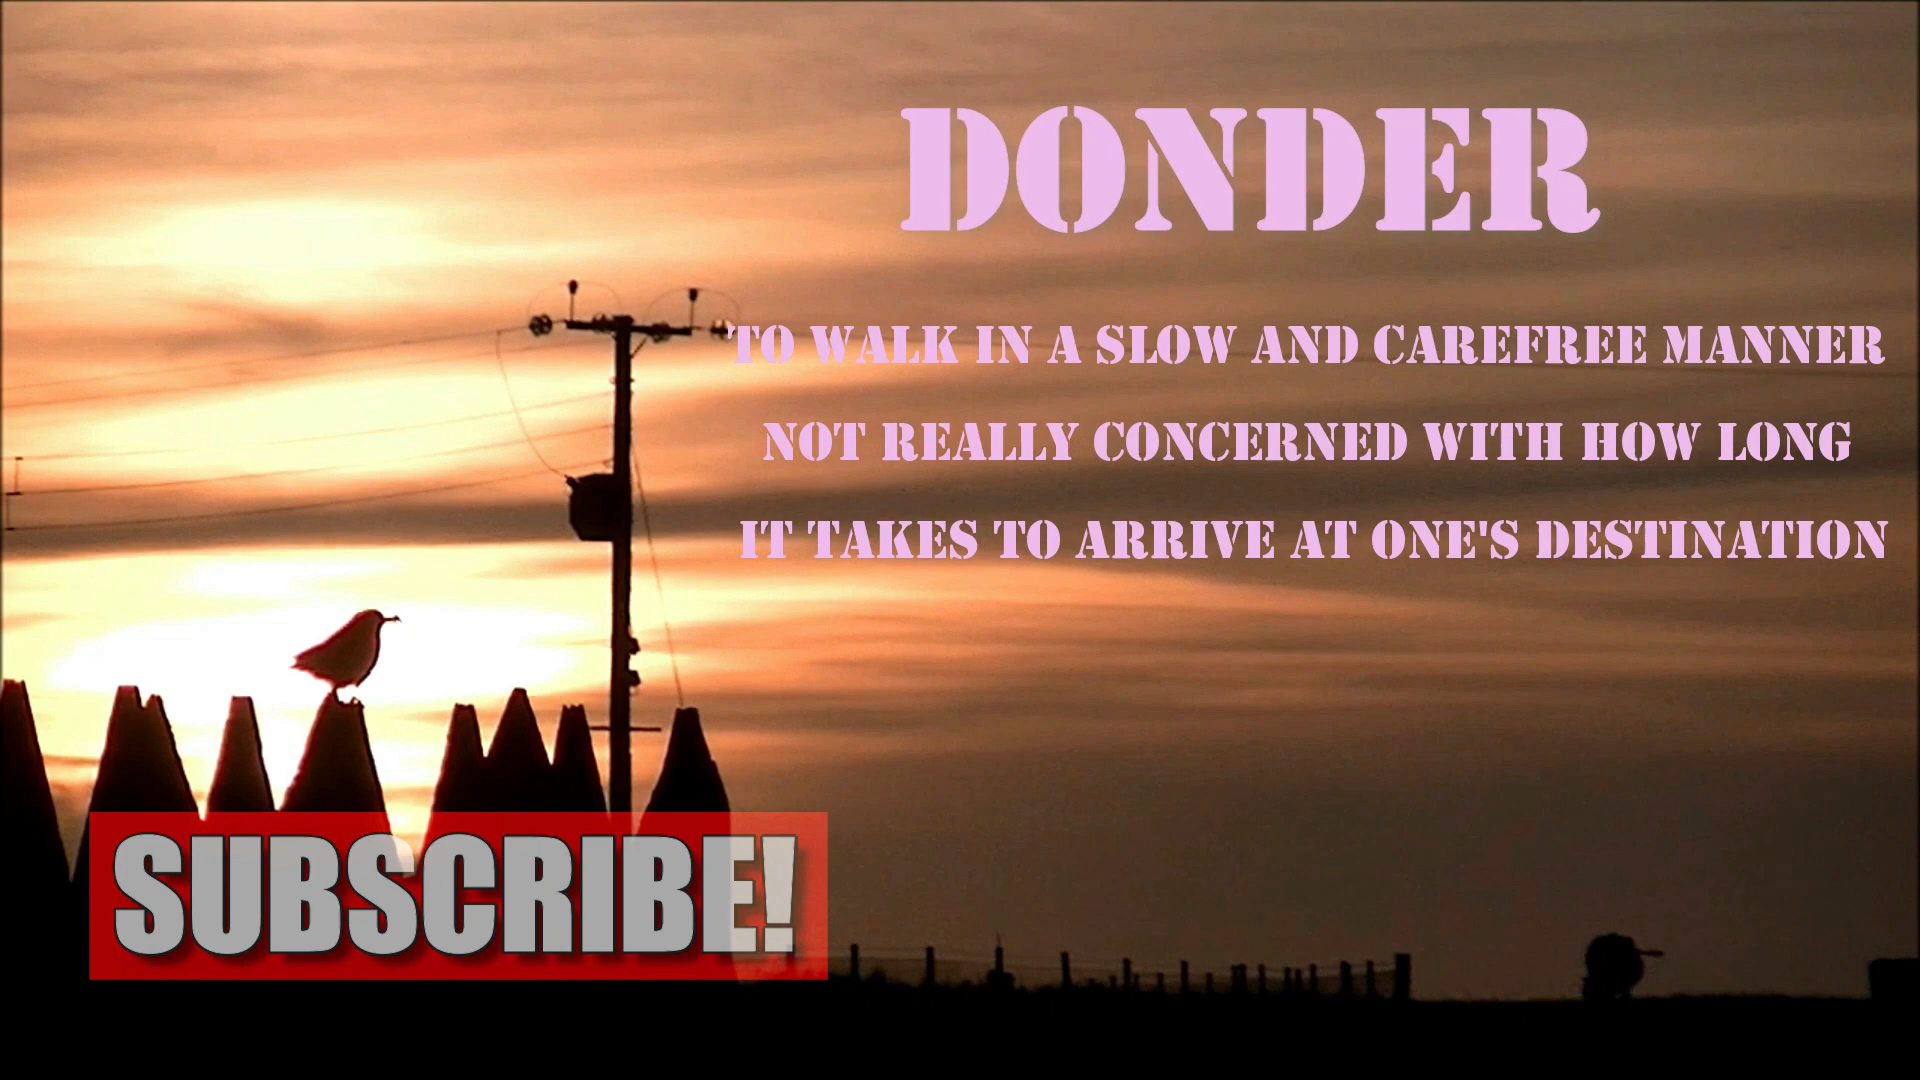 DONDER
TO WALK IN A SLOW AND CAREFREE MANNER
NOT REALLY CONCERNED WITH HOW LONG
IT TAKES TO ARRIVE AT ONE'S DESTINATION
SUBSCRIBE!